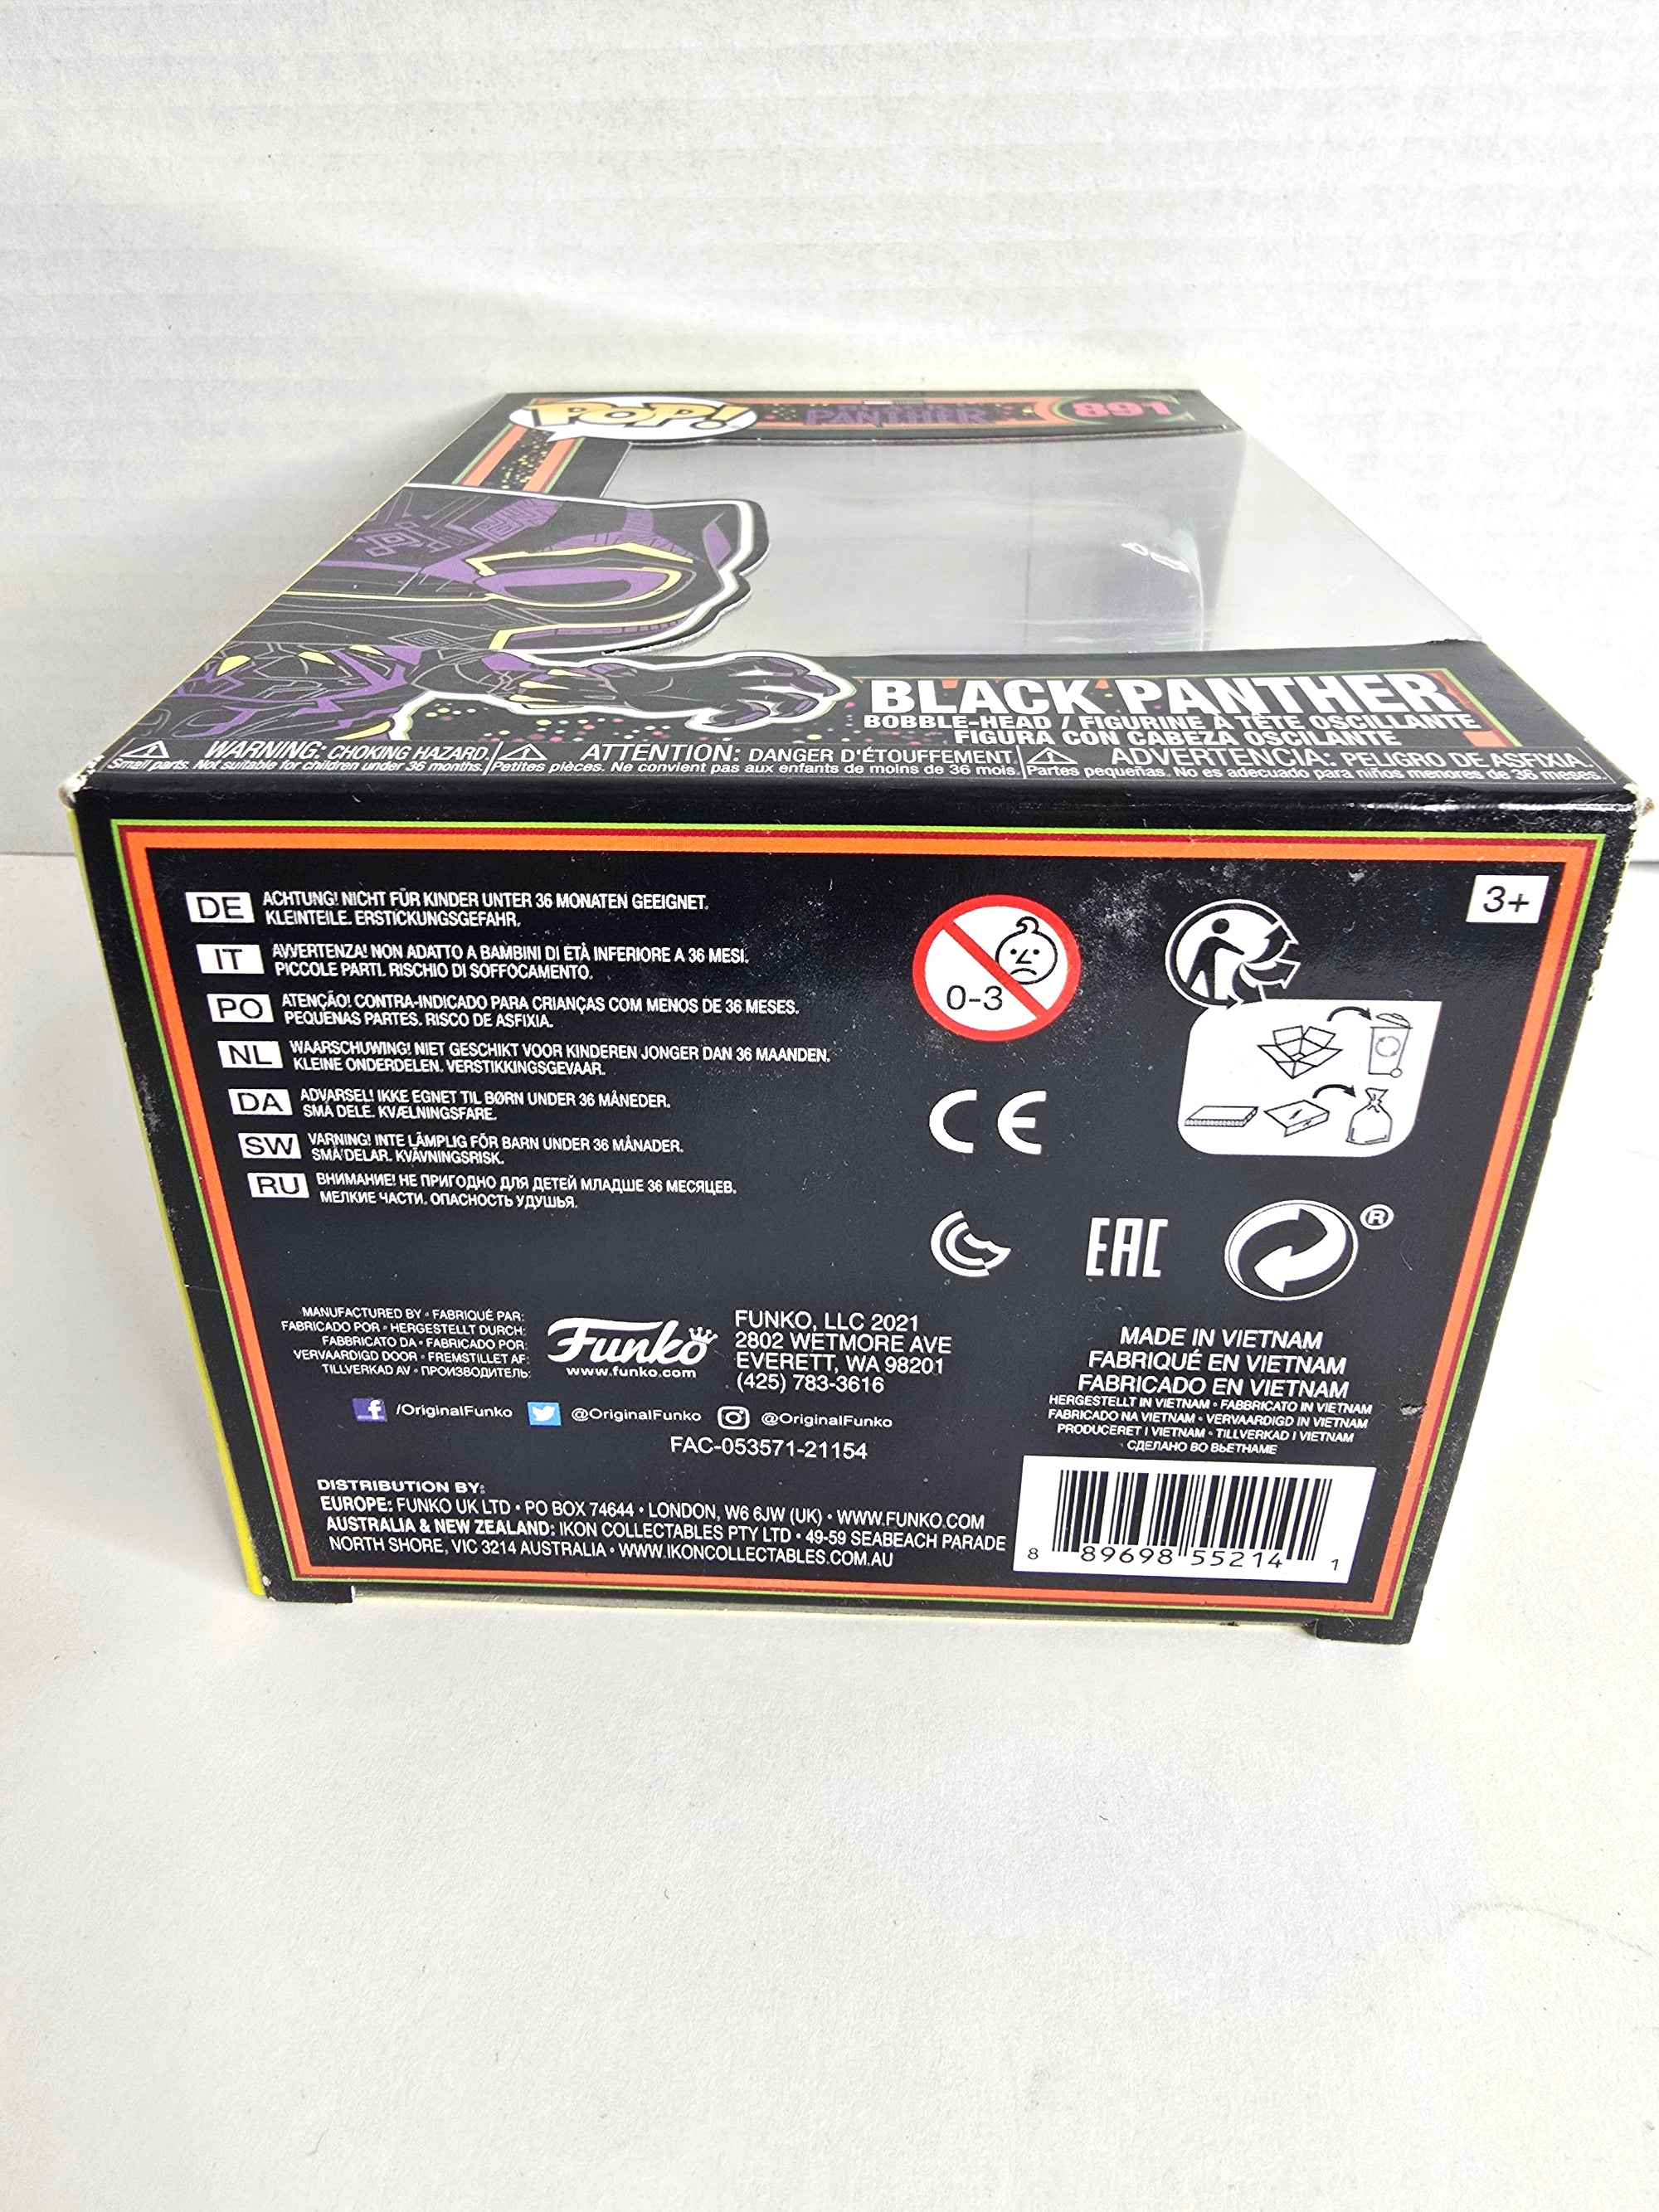 POP!
PANTHER
891
BLACK PANTHER
BOBBLE-HEAD / FIGURINE À TÊTE OSCILLANTE
FIGURA CON CABEZA OSCILANTE
WARNING: CHOKING HAZARD.
Small parts. Not suitable for children under 36 months.
ATTENTION: DANGER D'ÉTOUFFEMENT.
Petites pièces. Ne convient pas aux enfants de moins de 36 mois.
ADVERTENCIA: PELIGRO DE ASFIXIA.
Partes pequeñas. No es adecuado para niños menores de 36 meses.
3+
DE ACHTUNG! NICHT FÜR KINDER UNTER 36 MONATEN GEEIGNET.
KLEINTEILE. ERSTICKUNGSGEFAHR.
IT AVVERTENZA! NON ADATTO A BAMBINI DI ETÀ INFERIORE A 36 MESI.
PICCOLE PARTI. RISCHIO DI SOFFOCAMENTO.
PO ATENÇÃO! CONTRA-INDICADO PARA CRIANÇAS COM MENOS DE 36 MESES.
PEQUENAS PARTES. RISCO DE ASFIXIA.
NL WAARSCHUWING! NIET GESCHIKT VOOR KINDEREN JONGER DAN 36 MAANDEN.
KLEINE ONDERDELEN. VERSTIKKINGSGEVAAR.
DA ADVARSEL! IKKE EGNET TIL BØRN UNDER 36 MÅNEDER.
SMÅ DELE. KVÆLNINGSFARE.
SW VARNING! INTE LÄMPLIG FÖR BARN UNDER 36 MÅNADER.
SMÅ DELAR. KVÄVNINGSRISK.
RU ВНИМАНИЕ! НЕ ПРИГОДНО ДЛЯ ДЕТЕЙ МЛАДШЕ 36 МЕСЯЦЕВ.
МЕЛКИЕ ЧАСТИ. ОПАСНОСТЬ УДУШЬЯ.
0-3
CE
EAC
®
MANUFACTURED BY • FABRIQUÉ PAR:
FABRICADO POR • HERGESTELLT DURCH:
FABBRICATO DA • FABRICADO POR:
VERVAARDIGD DOOR • FREMSTILLET AF:
TILLVERKAD AV • ПРОИЗВОДИТЕЛЬ:
Funko
www.funko.com
FUNKO, LLC 2021
2802 WETMORE AVE
EVERETT, WA 98201
(425) 783-3616
/OriginalFunko @OriginalFunko @OriginalFunko
FAC-053571-21154
MADE IN VIETNAM
FABRIQUÉ EN VIETNAM
FABRICADO EN VIETNAM
HERGESTELLT IN VIETNAM • FABBRICATO IN VIETNAM
FABRICADO NA VIETNAM • VERVAARDIGD IN VIETNAM
PRODUCERET I VIETNAM • TILLVERKAD I VIETNAM
СДЕЛАНО ВО ВЬЕТНАМЕ
DISTRIBUTION BY:
EUROPE: FUNKO UK LTD • PO BOX 74644 • LONDON, W6 6JW (UK) • WWW.FUNKO.COM
AUSTRALIA & NEW ZEALAND: IKON COLLECTABLES PTY LTD • 49-59 SEABEACH PARADE
NORTH SHORE, VIC 3214 AUSTRALIA • WWW.IKONCOLLECTABLES.COM.AU
8 89698 55214 1